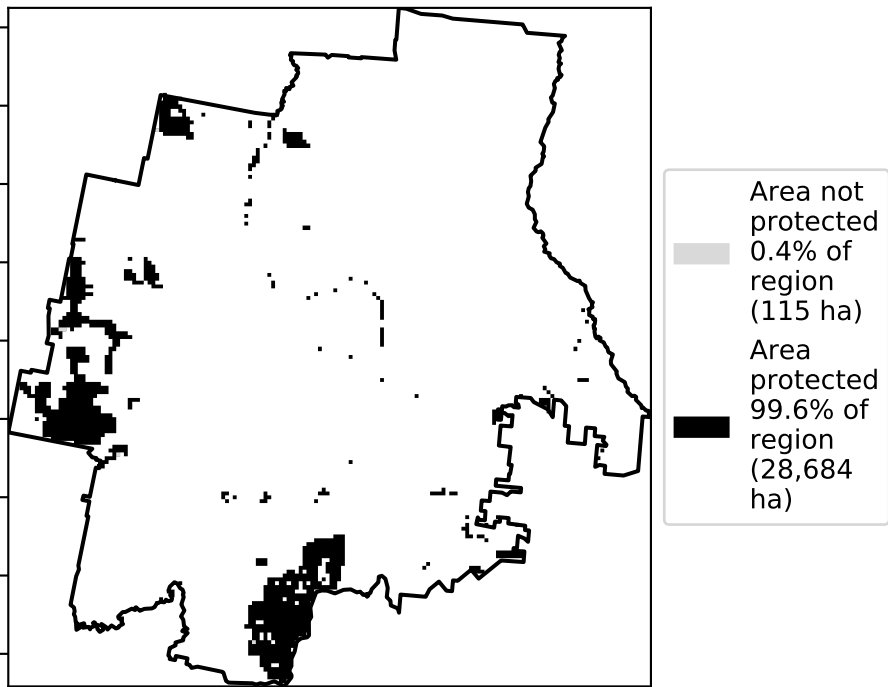 Area not
protected
0.4% of
region
(115 ha)
Area
protected
99.6% of
region
(28,684
ha)